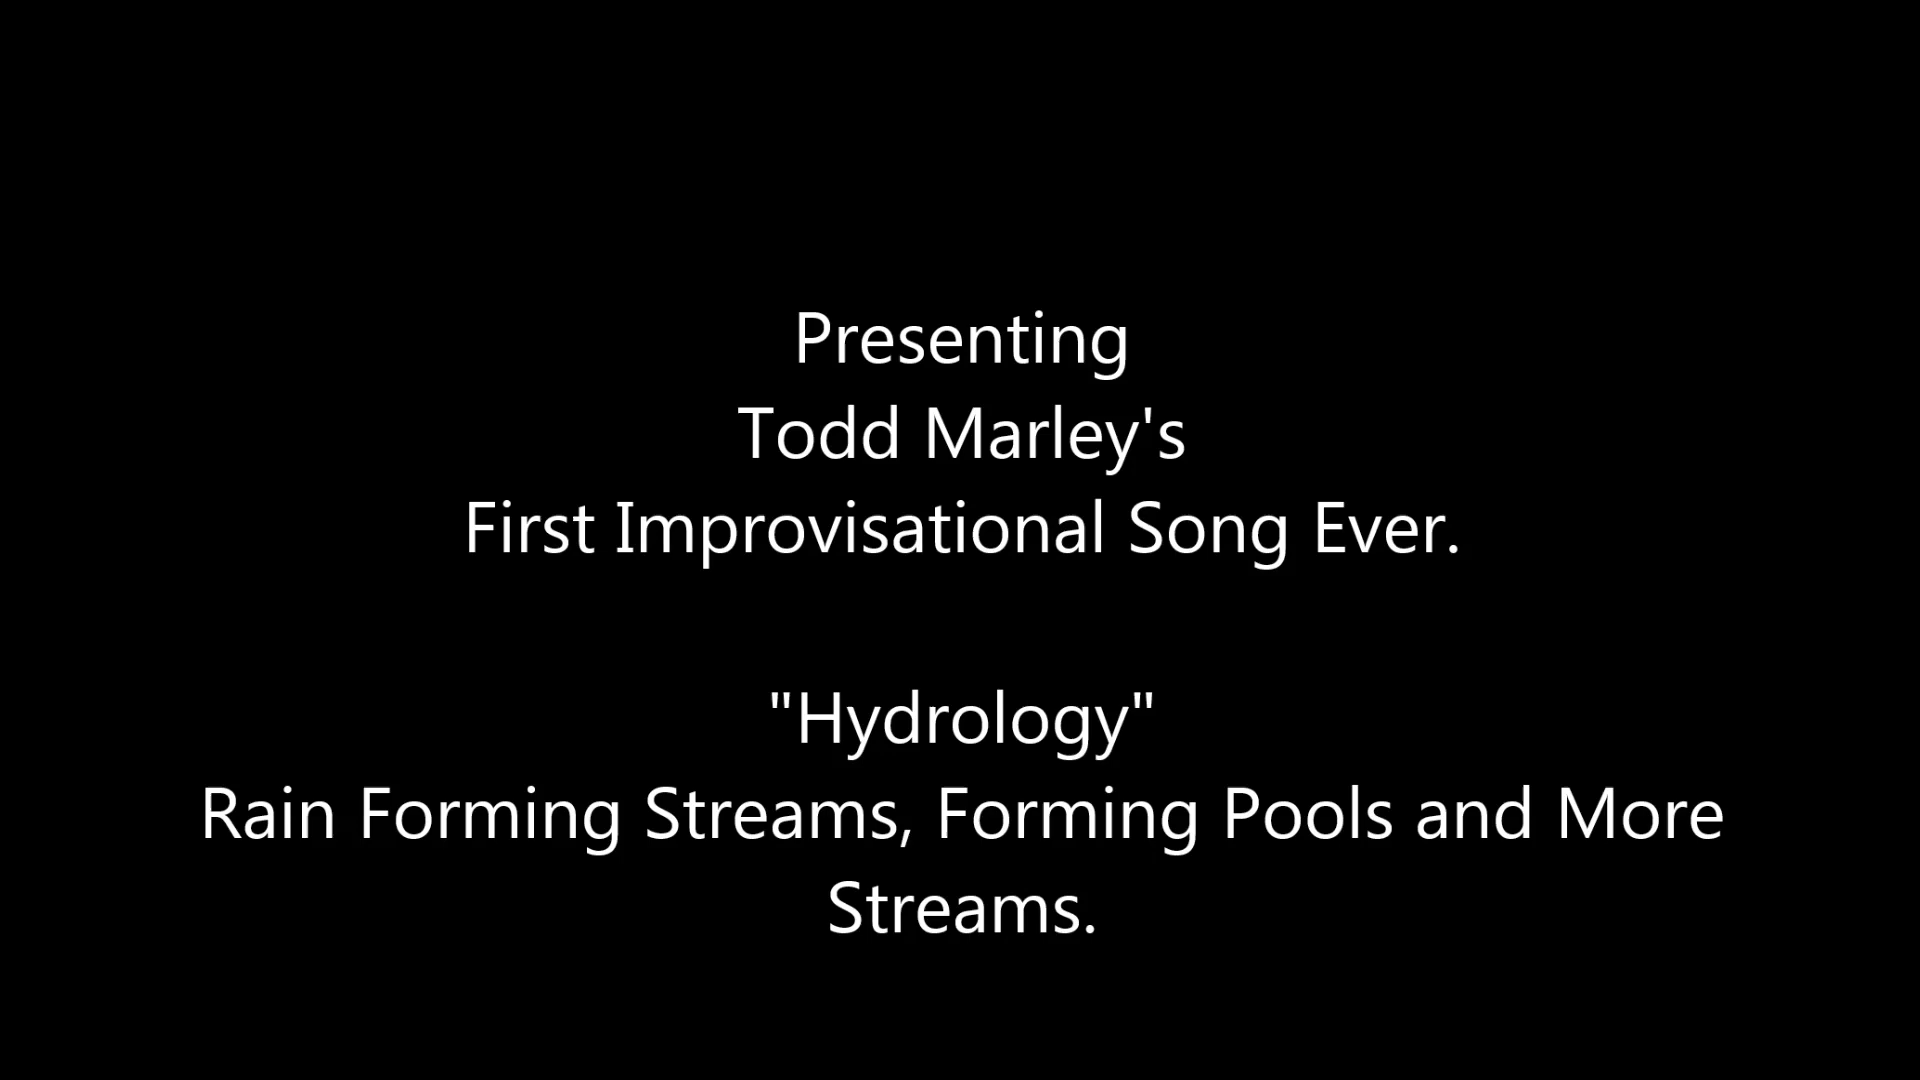 Presenting
Todd Marley's
First Improvisational Song Ever.
"Hydrology"
Rain Forming Streams, Forming Pools and More
Streams.